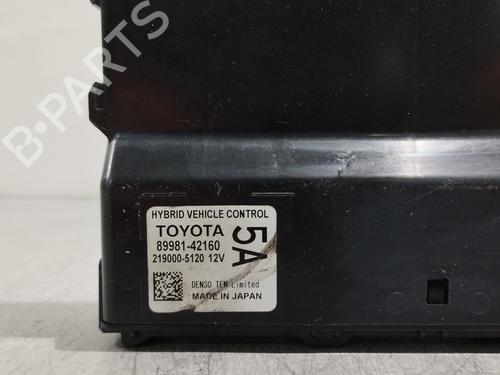 B-PARTS
HYBRID VEHICLE CONTROL
TOYOTA
89981-42160
219000-5120 12V
5A
DENSO TEN Limited
MADE IN JAPAN